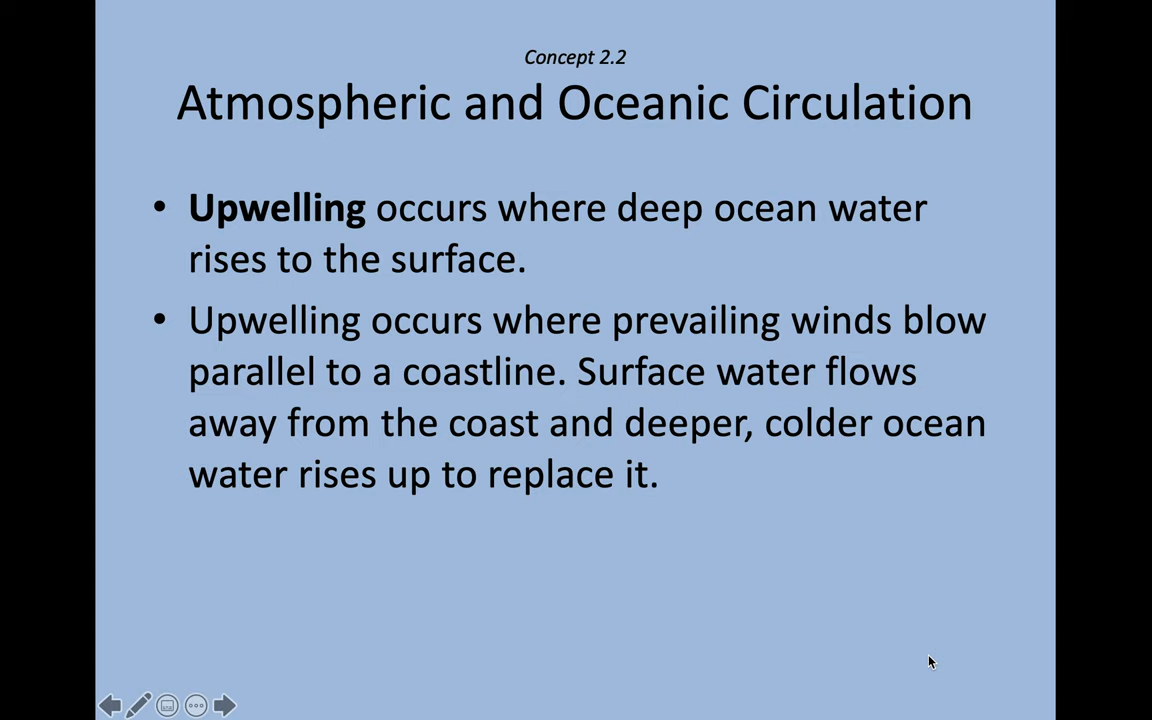 Concept 2.2
Atmospheric and Oceanic Circulation
• Upwelling occurs where deep ocean water
rises to the surface.
• Upwelling occurs where prevailing winds blow
parallel to a coastline. Surface water flows
away from the coast and deeper, colder ocean
water rises up to replace it.